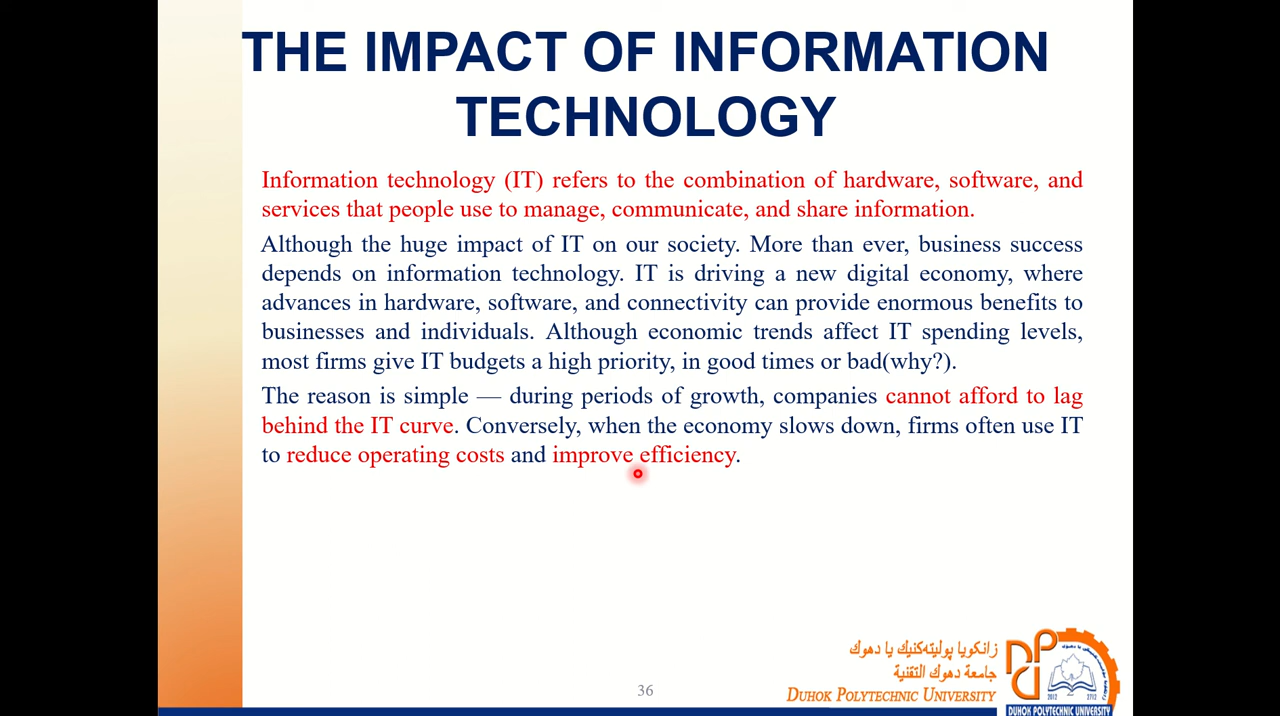 THE IMPACT OF INFORMATION
TECHNOLOGY
Information technology (IT) refers to the combination of hardware, software, and
services that people use to manage, communicate, and share information.
Although the huge impact of IT on our society. More than ever, business success
depends on information technology. IT is driving a new digital economy, where
advances in hardware, software, and connectivity can provide enormous benefits to
businesses and individuals. Although economic trends affect IT spending levels,
most firms give IT budgets a high priority, in good times or bad(why?).
The reason is simple — during periods of growth, companies cannot afford to lag
behind the IT curve. Conversely, when the economy slows down, firms often use IT
to reduce operating costs and improve efficiency.
زانكویا پولیتەكنیك یا دهوك
جامعة دهوك التقنية
DUHOK POLYTECHNIC UNIVERSITY
36
DPU
2012
2712
DUHOK POLYTECHNIC UNIVERSITY